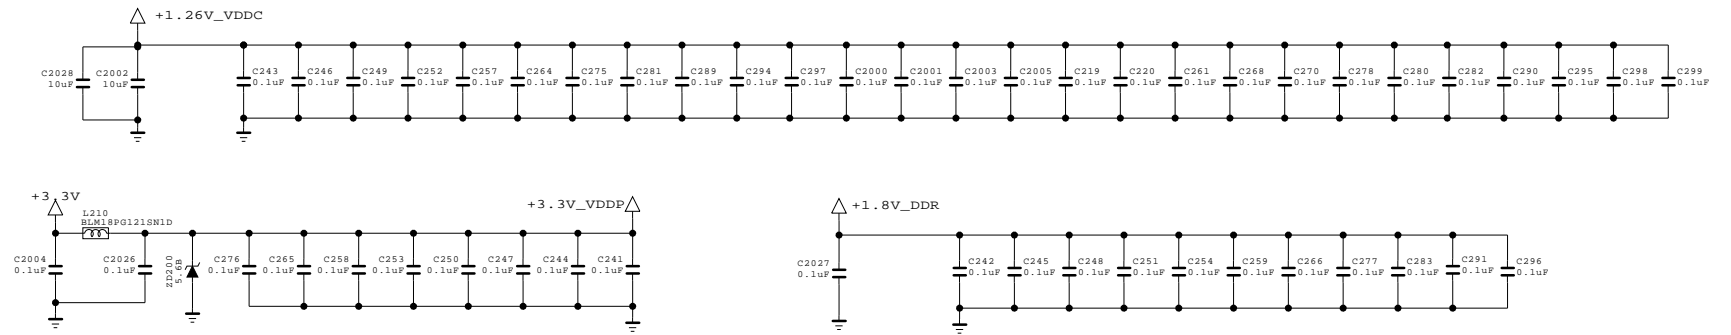 +1.26V_VDDC
C2028
10uF
C2002
10uF
C243
0.1uF
C246
0.1uF
C249
0.1uF
C252
0.1uF
C257
0.1uF
C264
0.1uF
C275
0.1uF
C281
0.1uF
C289
0.1uF
C294
0.1uF
C297
0.1uF
C2000
0.1uF
C2001
0.1uF
C2003
0.1uF
C2005
0.1uF
C219
0.1uF
C220
0.1uF
C261
0.1uF
C268
0.1uF
C270
0.1uF
C278
0.1uF
C280
0.1uF
C282
0.1uF
C290
0.1uF
C295
0.1uF
C298
0.1uF
C299
0.1uF
+3.3V
L210
BLM18PG121SN1D
+3.3V_VDDP
C2004
0.1uF
C2026
0.1uF
ZD200
5.6B
C276
0.1uF
C265
0.1uF
C258
0.1uF
C253
0.1uF
C250
0.1uF
C247
0.1uF
C244
0.1uF
C241
0.1uF
+1.8V_DDR
C2027
0.1uF
C242
0.1uF
C245
0.1uF
C248
0.1uF
C251
0.1uF
C254
0.1uF
C259
0.1uF
C266
0.1uF
C277
0.1uF
C283
0.1uF
C291
0.1uF
C296
0.1uF